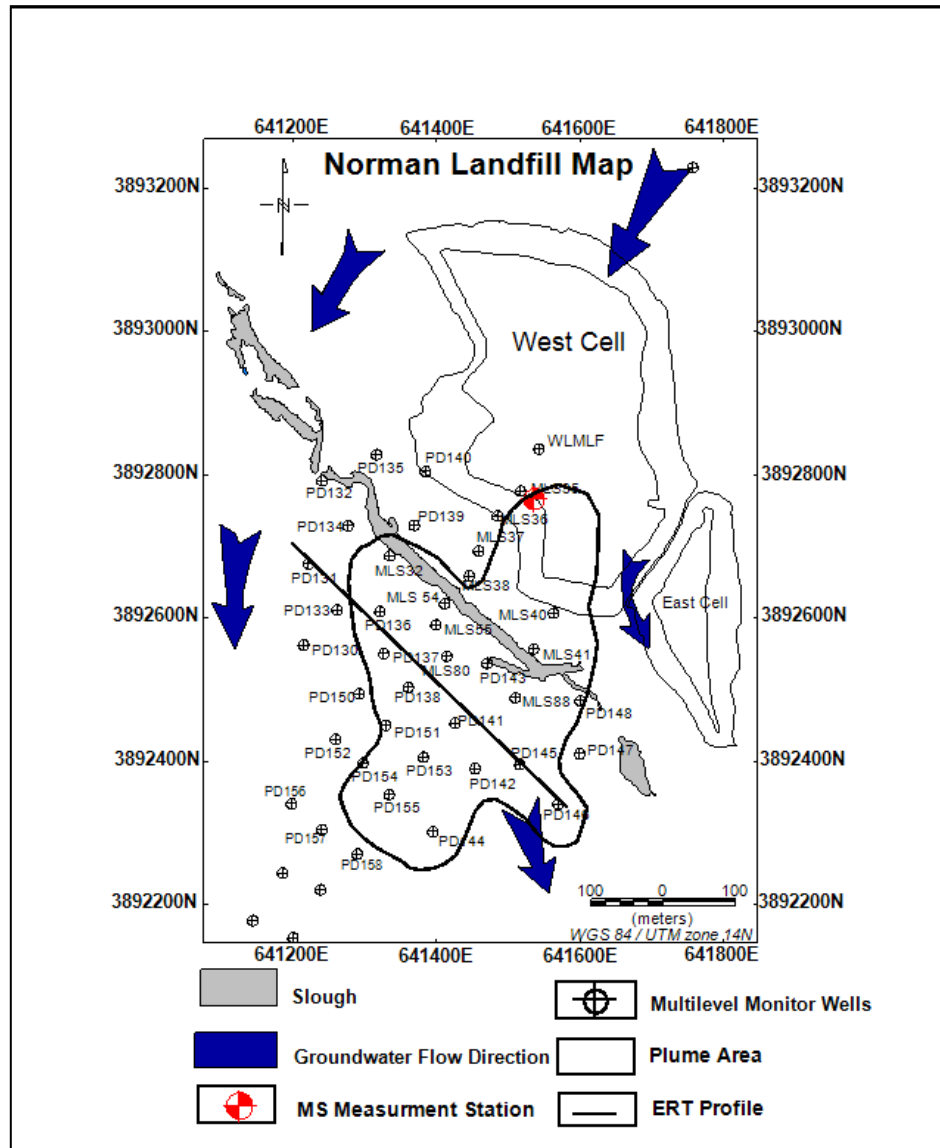 641200E 641400E 641600E 641800E
Norman Landfill Map
3893200N 3893200N
N
3893000N 3893000N
West Cell
WLMLF
3892800N 3892800N
PD135 PD140
PD132 MLS35
PD134 PD139 MLS36
MLS37
PD131 MLS32 MLS38
3892600N 3892600N
MLS 54 MLS40 East Cell
PD133 PD136 MLS55
PD130 PD137 MLS41
MLS80 PD143
PD150 PD138 MLS88 PD148
PD151 PD141
PD152 PD145 PD147
3892400N 3892400N
PD154 PD153 PD142
PD156 PD155 PD146
PD157 PD144
PD158
3892200N 3892200N
100 0 100
(meters)
WGS 84 / UTM zone 14N
641200E 641400E 641600E 641800E
Slough
Multilevel Monitor Wells
Groundwater Flow Direction
Plume Area
MS Measurment Station
ERT Profile